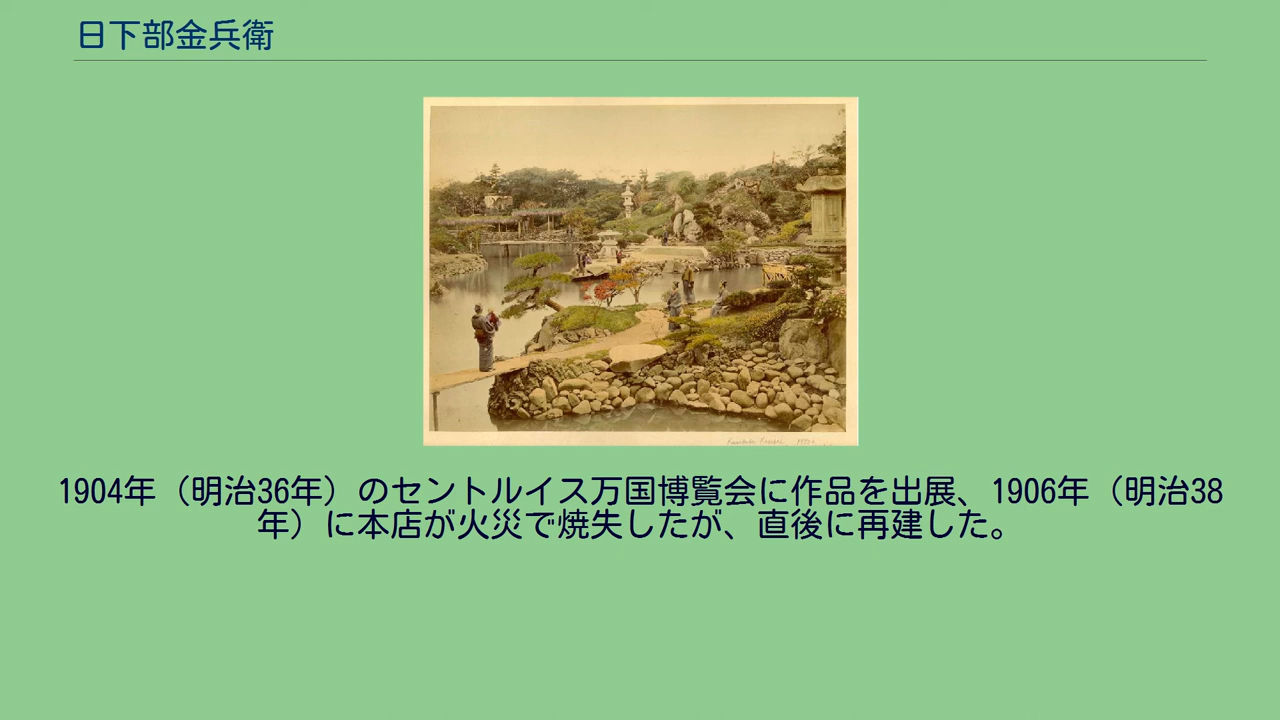 日下部金兵衛
1904年（明治36年）のセントルイス万国博覧会に作品を出展、1906年（明治38
年）に本店が火災で焼失したが、直後に再建した。